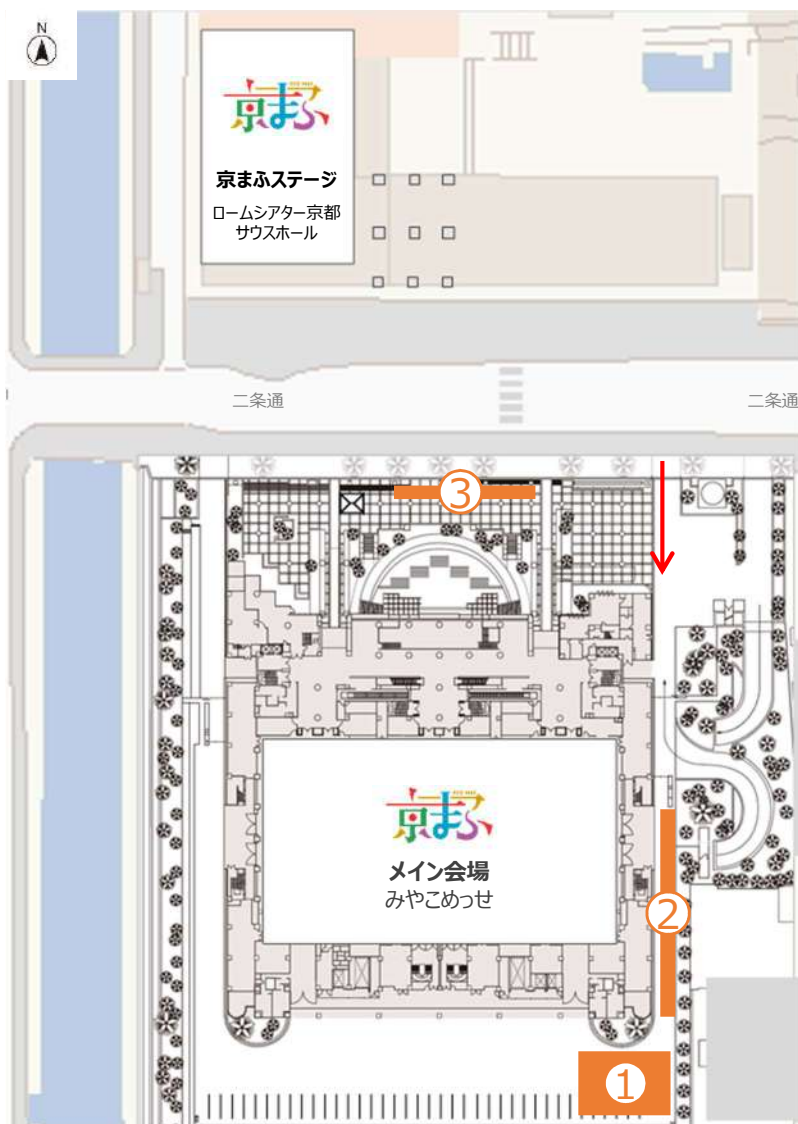 N
京まふ
京まふステージ
ロームシアター京都
サウスホール
二条通
二条通
3
京まふ
メイン会場
みやこめっせ
2
1